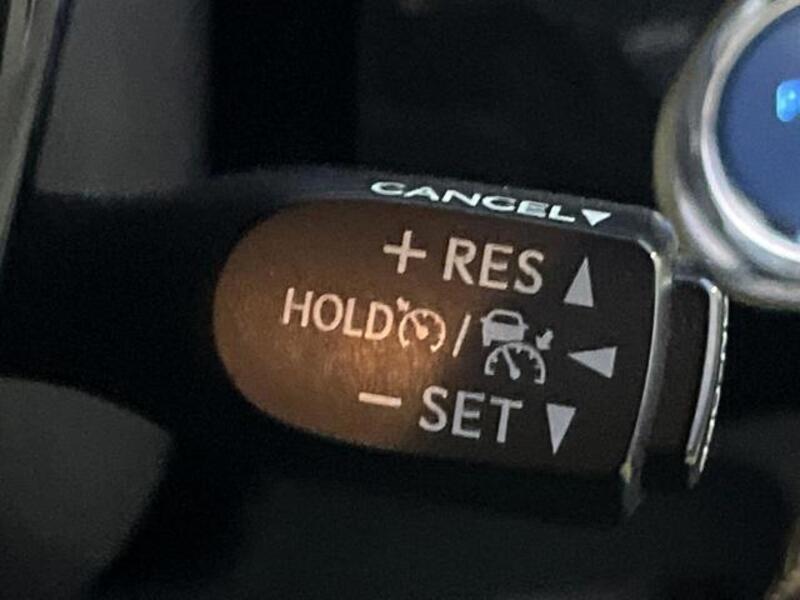 CANCEL▼
+ RES ▲
HOLD / ◀
− SET ▼